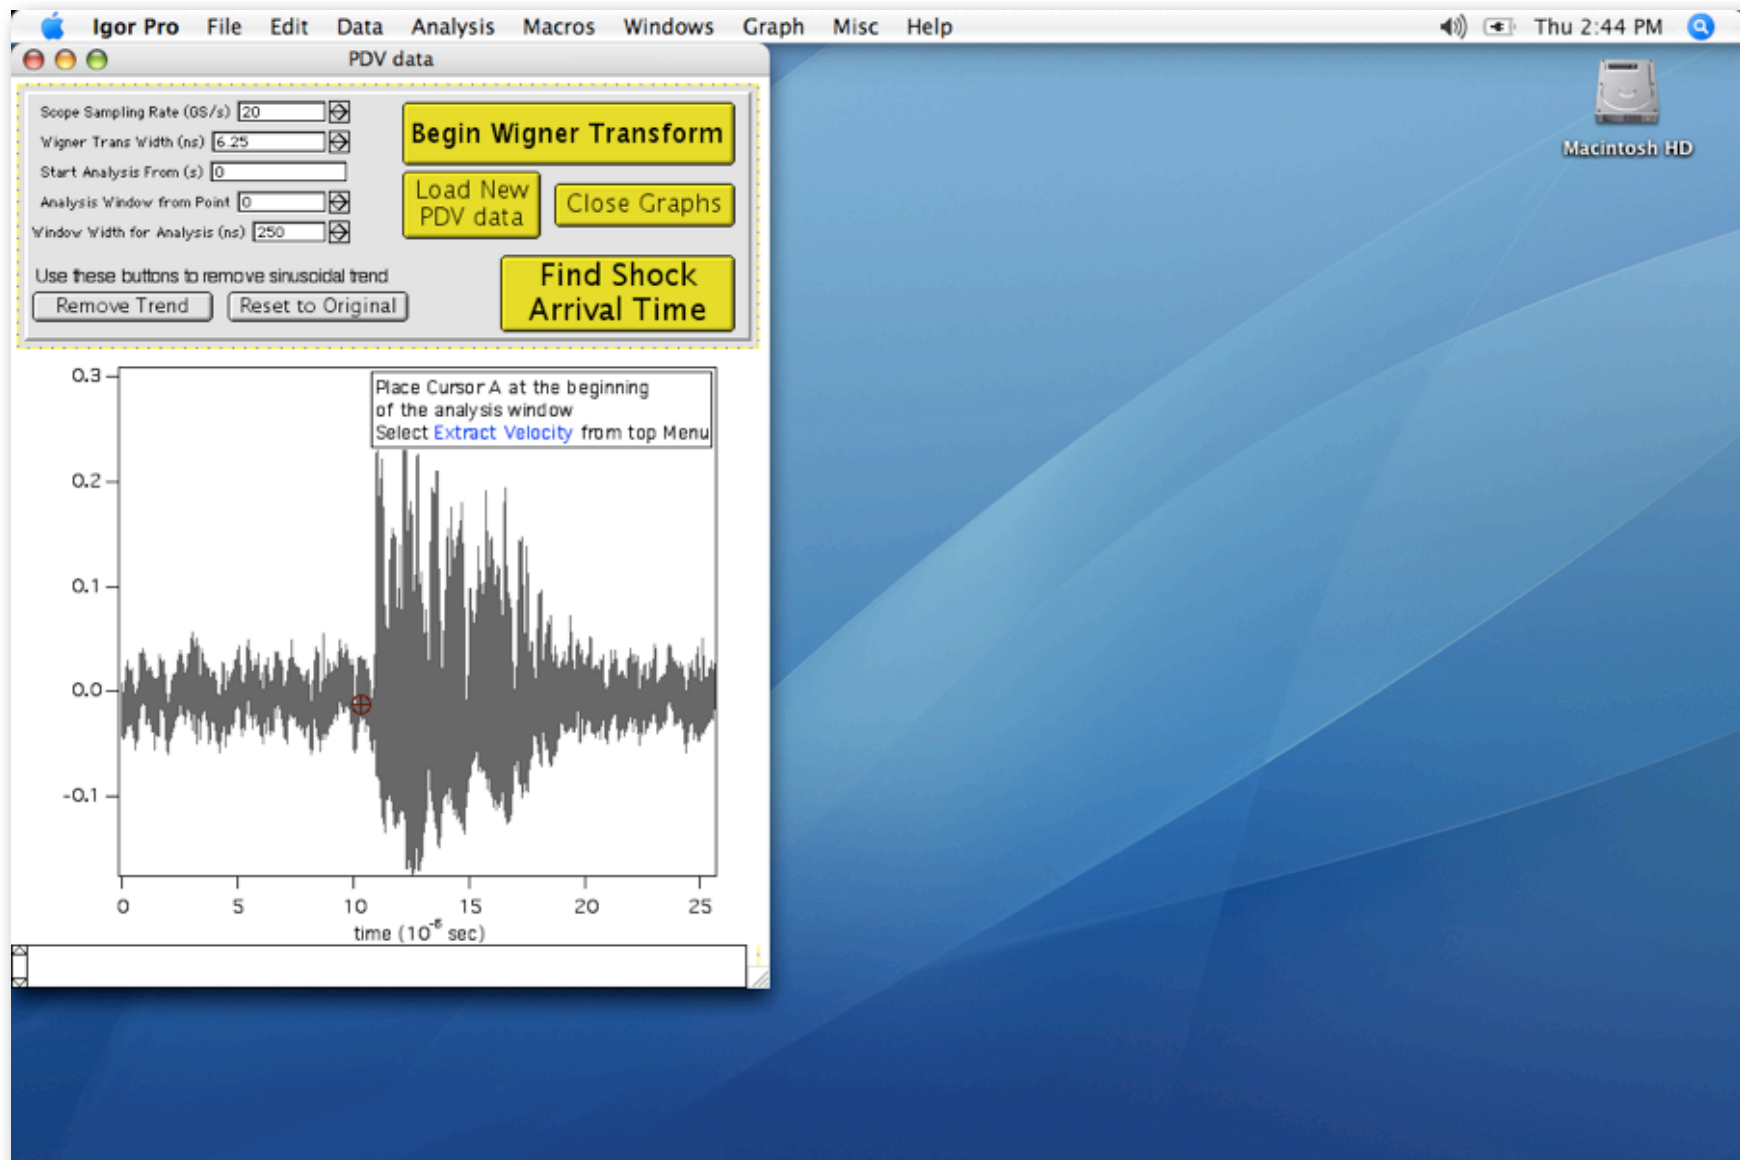 Igor Pro File Edit Data Analysis Macros Windows Graph Misc Help Thu 2:44 PM
PDV data
Scope Sampling Rate (GS/s) 20
Wigner Trans Width (ns) 6.25
Start Analysis From (s) 0
Analysis Window from Point 0
Window Width for Analysis (ns) 250
Use these buttons to remove sinusoidal trend
Remove Trend Reset to Original
Begin Wigner Transform
Load New
PDV data
Close Graphs
Find Shock
Arrival Time
Macintosh HD
Place Cursor A at the beginning
of the analysis window
Select Extract Velocity from top Menu
0.3
0.2
0.1
0.0
-0.1
0 5 10 15 20 25
time (10 sec)